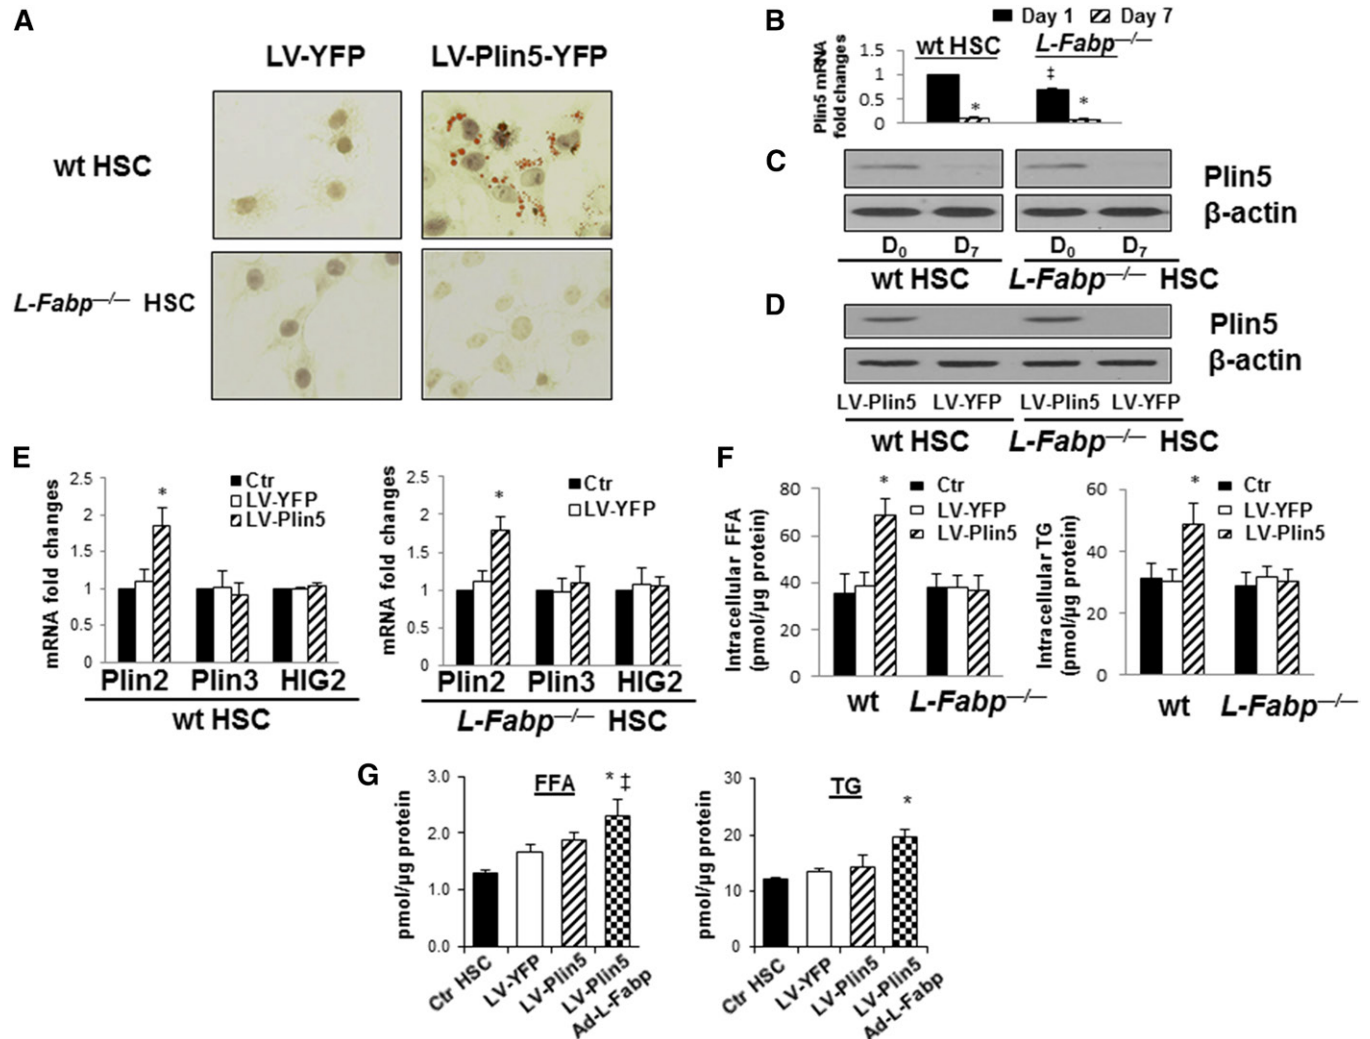 A
LV-YFP
LV-Plin5-YFP
wt HSC
L-Fabp—/— HSC
B
Day 1
Day 7
Plin5 mRNA
fold changes
1.5
1
0.5
0
wt HSC
L-Fabp—/—
*
‡
*
C
Plin5
β-actin
D₀
D₇
D₀
D₇
wt HSC
L-Fabp—/— HSC
D
Plin5
β-actin
LV-Plin5
LV-YFP
LV-Plin5
LV-YFP
wt HSC
L-Fabp—/— HSC
E
mRNA fold changes
2.5
2
1.5
1
0.5
0
*
Ctr
LV-YFP
LV-Plin5
Plin2
Plin3
HIG2
wt HSC
mRNA fold changes
2.5
2
1.5
1
0.5
0
*
Ctr
LV-YFP
Plin2
Plin3
HIG2
L-Fabp—/— HSC
F
Intracellular FFA
(pmol/µg protein)
80
60
40
20
0
*
Ctr
LV-YFP
LV-Plin5
wt
L-Fabp—/—
Intracellular TG
(pmol/µg protein)
60
40
20
0
*
Ctr
LV-YFP
LV-Plin5
wt
L-Fabp—/—
G
pmol/µg protein
3.0
2.0
1.0
0.0
FFA
* ‡
Ctr HSC
LV-YFP
LV-Plin5
LV-Plin5
Ad-L-Fabp
pmol/µg protein
30
20
10
0
TG
*
Ctr HSC
LV-YFP
LV-Plin5
LV-Plin5
Ad-L-Fabp